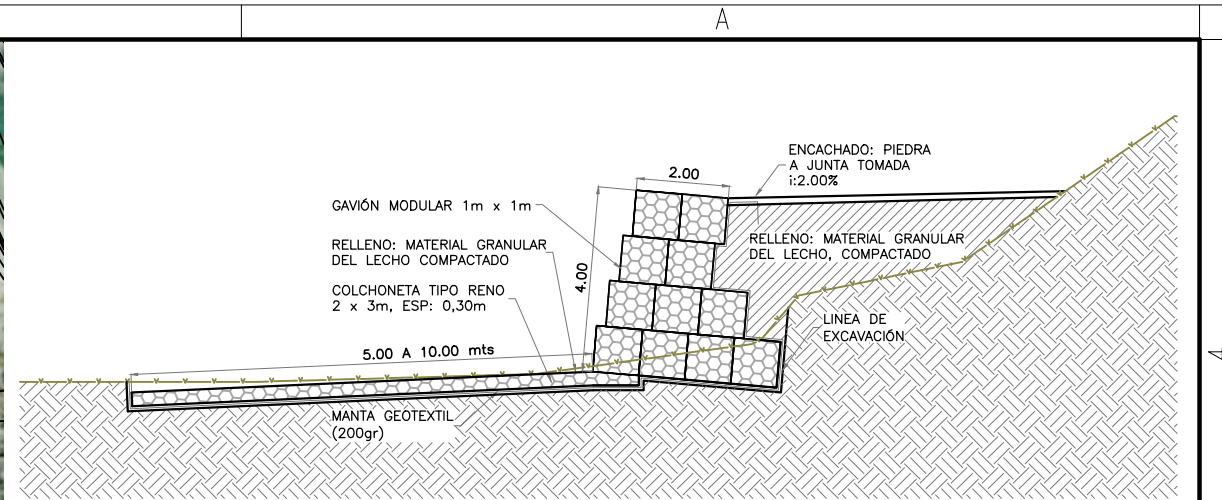 A
ENCACHADO: PIEDRA
A JUNTA TOMADA
i:2.00%
2.00
GAVIÓN MODULAR 1m x 1m
RELLENO: MATERIAL GRANULAR
DEL LECHO COMPACTADO
RELLENO: MATERIAL GRANULAR
DEL LECHO, COMPACTADO
4.00
COLCHONETA TIPO RENO
2 x 3m, ESP: 0,30m
LINEA DE
EXCAVACIÓN
5.00 A 10.00 mts
4
MANTA GEOTEXTIL
(200gr)